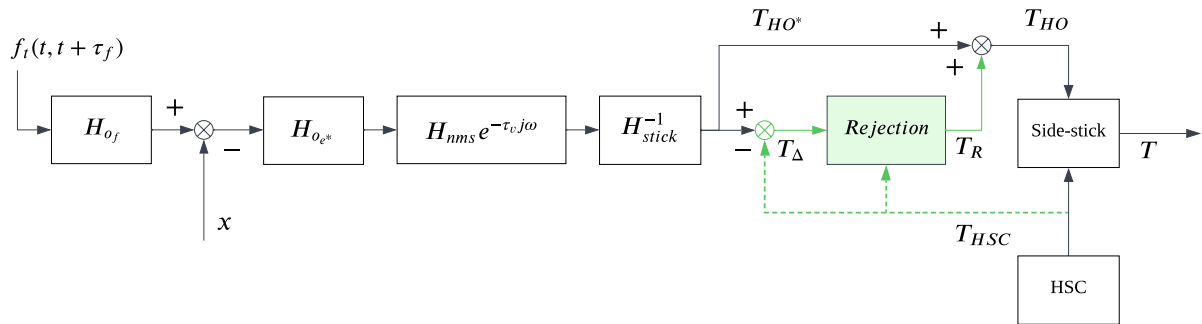 T_{HO*}
T_{HO}
f_t(t, t + τ_f)
+
+
H_{o_f}
+
−
H_{o_{e*}}
H_{nms} e^{−τ_v jω}
H_{stick}^{−1}
+
−
T_Δ
Rejection
T_R
Side-stick
T
x
T_{HSC}
HSC